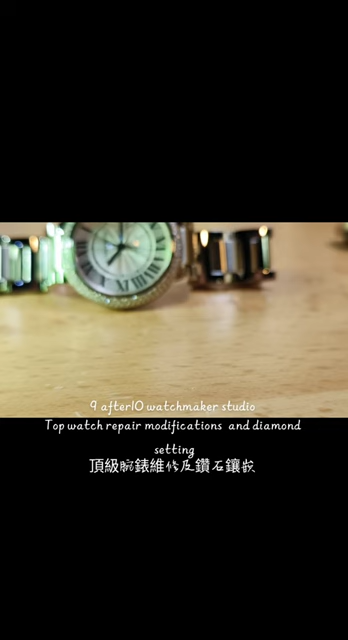 9 after10 watchmaker studio
Top watch repair modifications and diamond
setting
頂級腕錶維修及鑽石鑲嵌